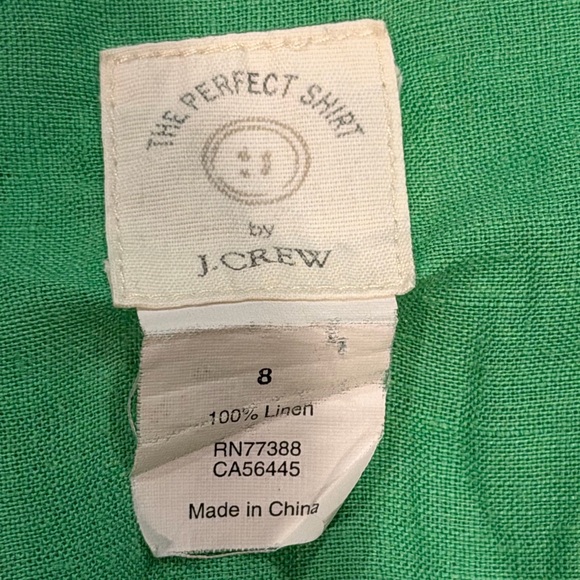 THE PERFECT SHIRT
by
J.CREW
8
100% Linen
RN77388
CA56445
Made in China